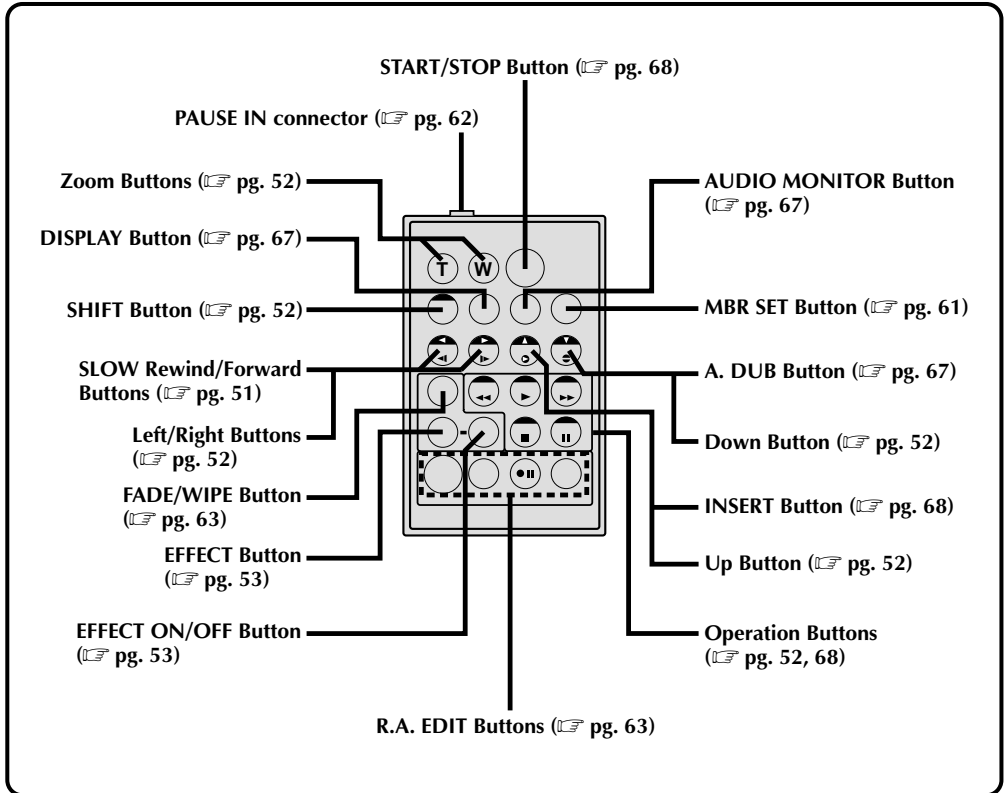 START/STOP Button (☞ pg. 68)
PAUSE IN connector (☞ pg. 62)
Zoom Buttons (☞ pg. 52)
DISPLAY Button (☞ pg. 67)
SHIFT Button (☞ pg. 52)
SLOW Rewind/Forward
Buttons (☞ pg. 51)
Left/Right Buttons
(☞ pg. 52)
FADE/WIPE Button
(☞ pg. 63)
EFFECT Button
(☞ pg. 53)
EFFECT ON/OFF Button
(☞ pg. 53)
T W
AUDIO MONITOR Button
(☞ pg. 67)
MBR SET Button (☞ pg. 61)
A. DUB Button (☞ pg. 67)
Down Button (☞ pg. 52)
INSERT Button (☞ pg. 68)
Up Button (☞ pg. 52)
Operation Buttons
(☞ pg. 52, 68)
R.A. EDIT Buttons (☞ pg. 63)